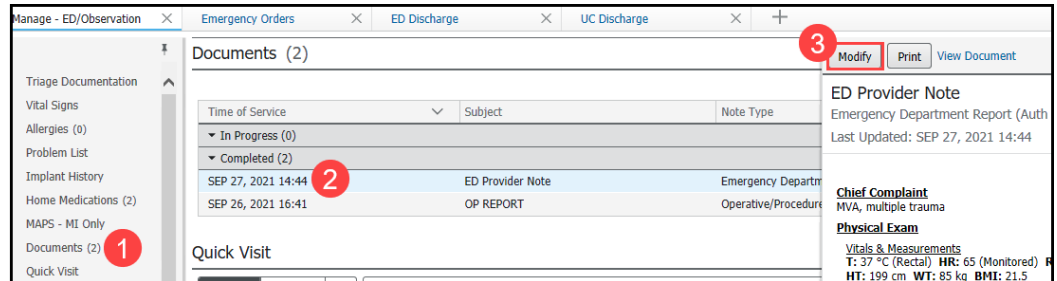 Manage - ED/Observation
Emergency Orders
ED Discharge
UC Discharge
Triage Documentation
Vital Signs
Allergies (0)
Problem List
Implant History
Home Medications (2)
MAPS - MI Only
Documents (2)
1
Quick Visit
Documents (2)
Time of Service Subject Note Type
In Progress (0)
Completed (2)
SEP 27, 2021 14:44 2 ED Provider Note Emergency Departm
SEP 26, 2021 16:41 OP REPORT Operative/Procedure
Quick Visit
3
Modify Print View Document
ED Provider Note
Emergency Department Report (Auth
Last Updated: SEP 27, 2021 14:44
Chief Complaint
MVA, multiple trauma
Physical Exam
Vitals & Measurements
T: 37 °C (Rectal) HR: 65 (Monitored) R
HT: 199 cm WT: 85 kg BMI: 21.5